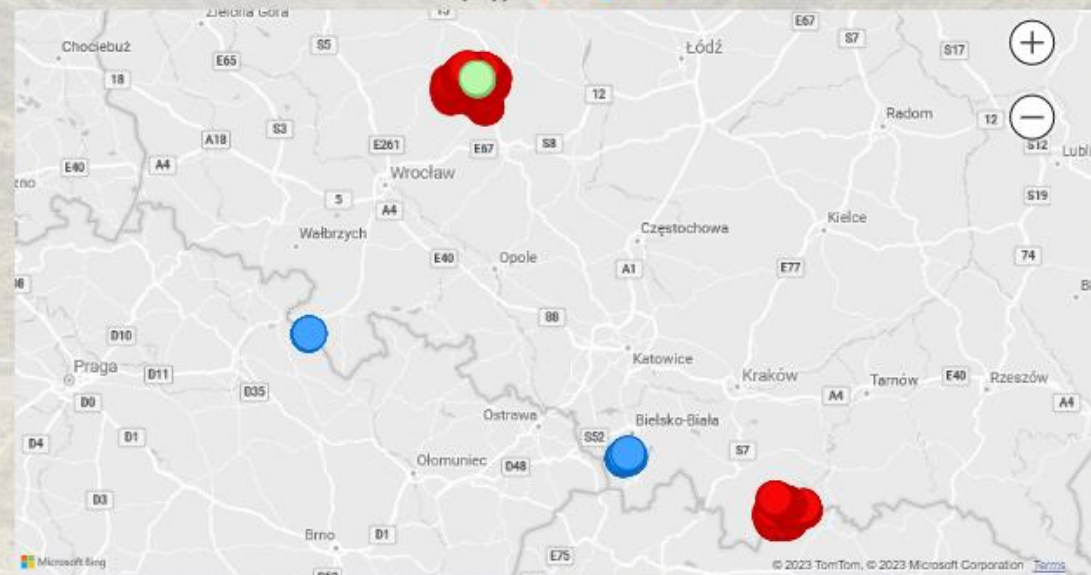 Zielona Góra
E67
S5
S7
Chociebuż
Łódź
S17
E65
18
12
Radom
S3
12
A18
E261
E67
S8
S12
E40
A4
Wrocław
5
S19
A4
Kielce
Wałbrzych
Częstochowa
E40
Opole
74
A1
E77
88
D10
Katowice
Praga
D11
Kraków
Tarnów
E40
Rzeszów
D35
A4
A4
D0
Ostrawa
Bielsko-Biała
D4
D1
S52
S7
Ołomuniec
D48
D3
Brno
D1
E75
Microsoft Bing
© 2023 TomTom, © 2023 Microsoft Corporation Terms